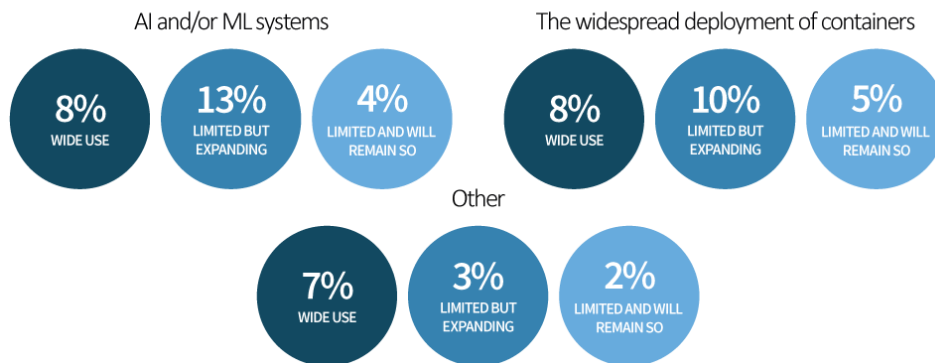 AI and/or ML systems
The widespread deployment of containers
8%
WIDE USE
13%
LIMITED BUT
EXPANDING
4%
LIMITED AND WILL
REMAIN SO
8%
WIDE USE
10%
LIMITED BUT
EXPANDING
5%
LIMITED AND WILL
REMAIN SO
Other
7%
WIDE USE
3%
LIMITED BUT
EXPANDING
2%
LIMITED AND WILL
REMAIN SO